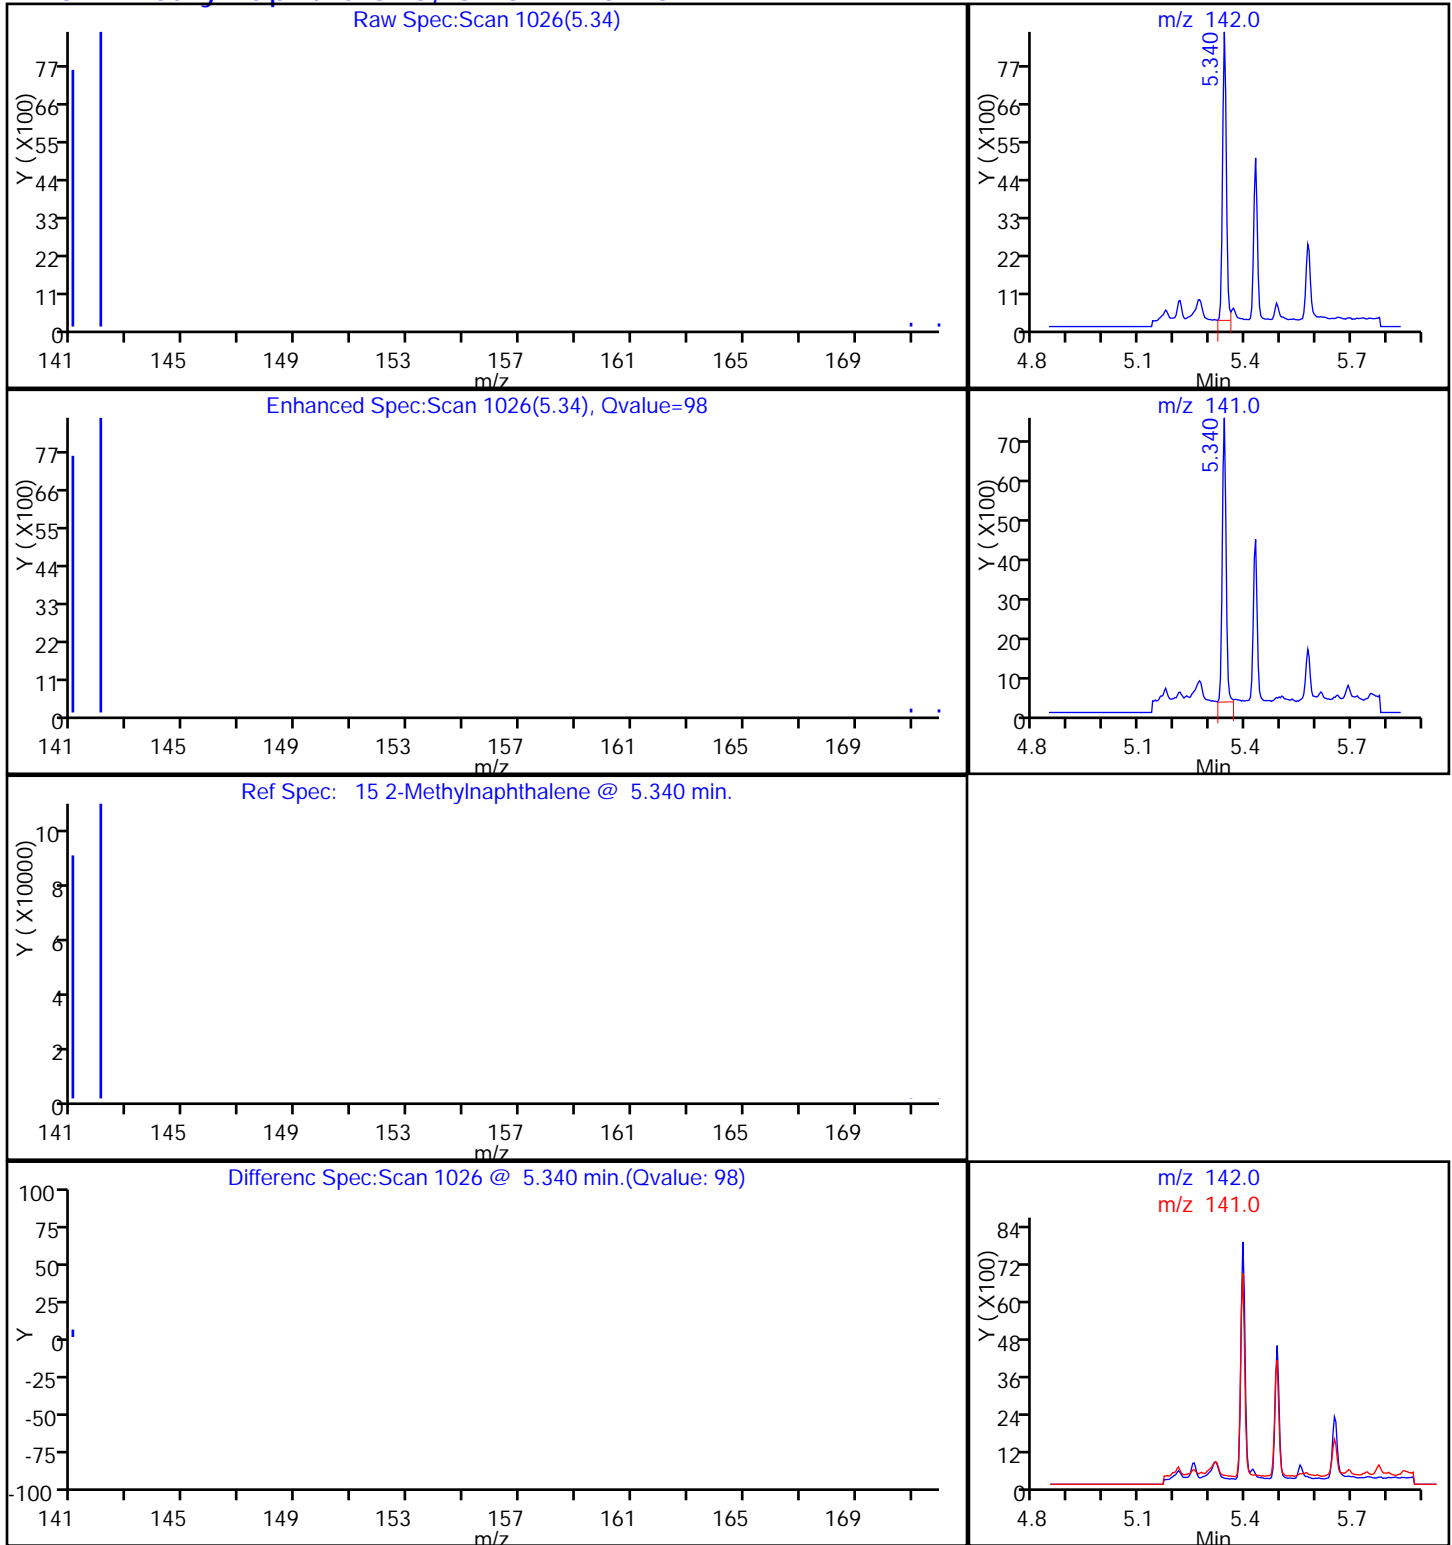 Raw Spec:Scan 1026(5.34)
77
66
55
44
33
22
11
0
Y ( X100)
141 145 149 153 157 161 165 169
m/z
m/z 142.0
5.340
77
66
55
44
33
22
11
0
Y ( X100)
4.8 5.1 5.4 5.7
Min
Enhanced Spec:Scan 1026(5.34), Qvalue=98
77
66
55
44
33
22
11
0
Y ( X100)
141 145 149 153 157 161 165 169
m/z
m/z 141.0
5.340
70
60
50
40
30
20
10
0
Y ( X100)
4.8 5.1 5.4 5.7
Min
Ref Spec: 15 2-Methylnaphthalene @ 5.340 min.
10
8
6
4
2
0
Y ( X10000)
141 145 149 153 157 161 165 169
m/z
Differenc Spec:Scan 1026 @ 5.340 min.(Qvalue: 98)
100
75
50
25
0
-25
-50
-75
-100
Y
141 145 149 153 157 161 165 169
m/z
m/z 142.0
m/z 141.0
84
72
60
48
36
24
12
0
Y ( X100)
4.8 5.1 5.4 5.7
Min